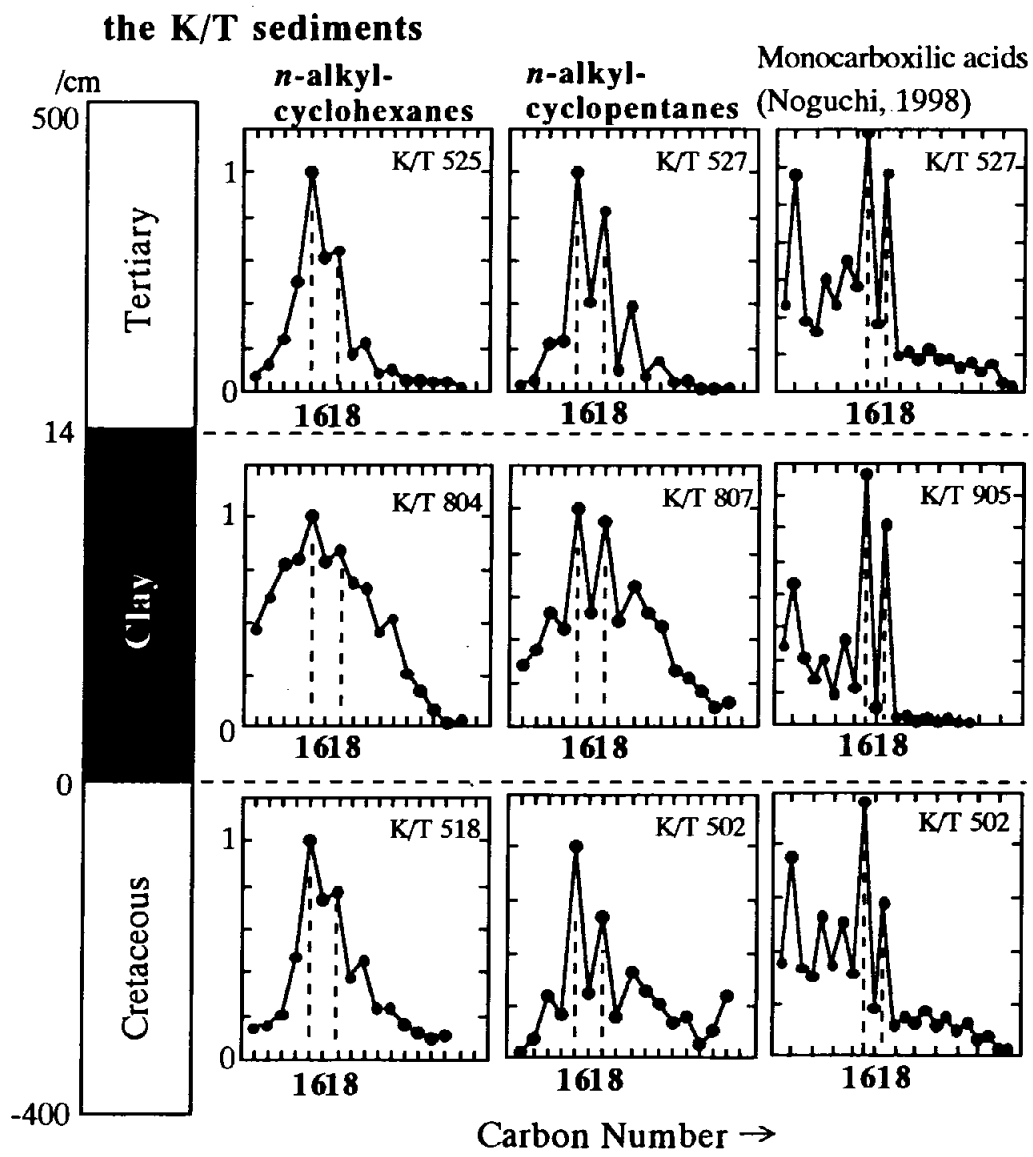 the K/T sediments
/cm
n-alkyl-
cyclohexanes
n-alkyl-
cyclopentanes
Monocarboxilic acids
(Noguchi, 1998)
500
Tertiary
14
Clay
0
Cretaceous
-400
K/T 525
1
0
1618
K/T 527
1618
K/T 527
1618
K/T 804
1
0
1618
K/T 807
1618
K/T 905
1618
K/T 518
1
0
1618
K/T 502
1618
K/T 502
1618
Carbon Number →